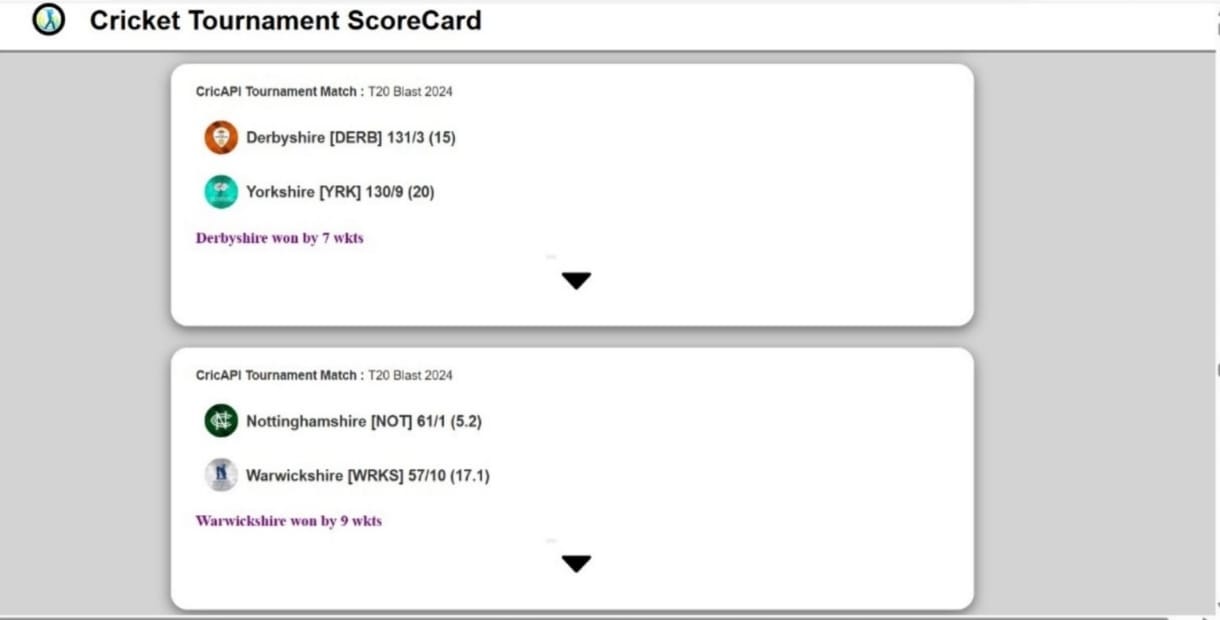 Cricket Tournament ScoreCard
CricAPI Tournament Match : T20 Blast 2024
Derbyshire [DERB] 131/3 (15)
Yorkshire [YRK] 130/9 (20)
Derbyshire won by 7 wkts
CricAPI Tournament Match : T20 Blast 2024
Nottinghamshire [NOT] 61/1 (5.2)
Warwickshire [WRKS] 57/10 (17.1)
Warwickshire won by 9 wkts